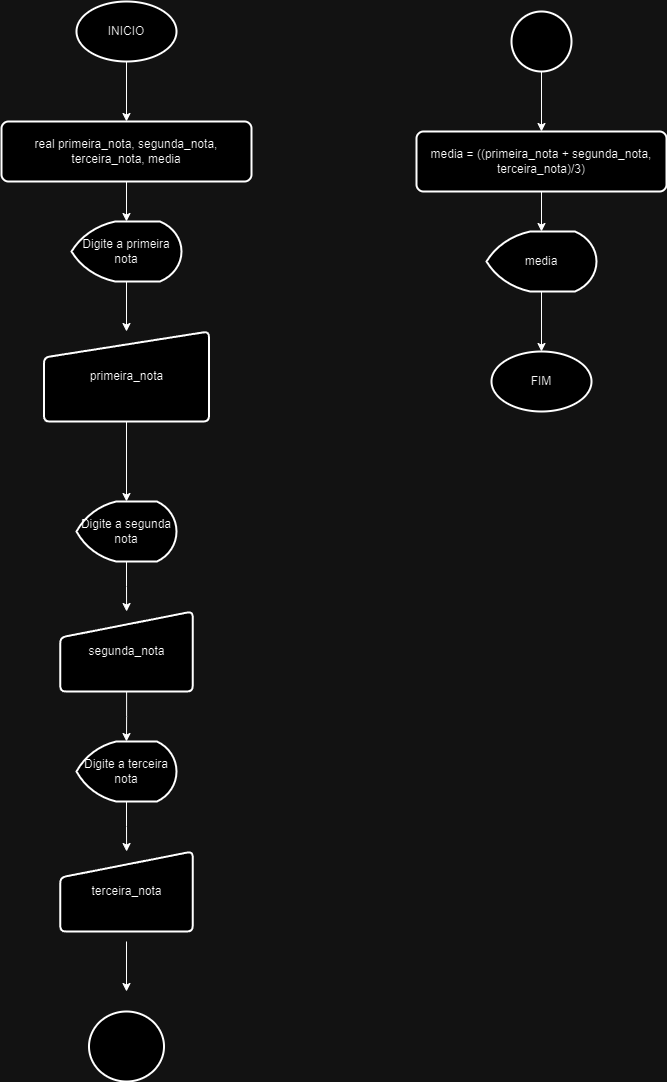 INICIO
real primeira_nota, segunda_nota,
terceira_nota, media
Digite a primeira
nota
primeira_nota
Digite a segunda
nota
segunda_nota
Digite a terceira
nota
terceira_nota
media = ((primeira_nota + segunda_nota,
terceira_nota)/3)
media
FIM